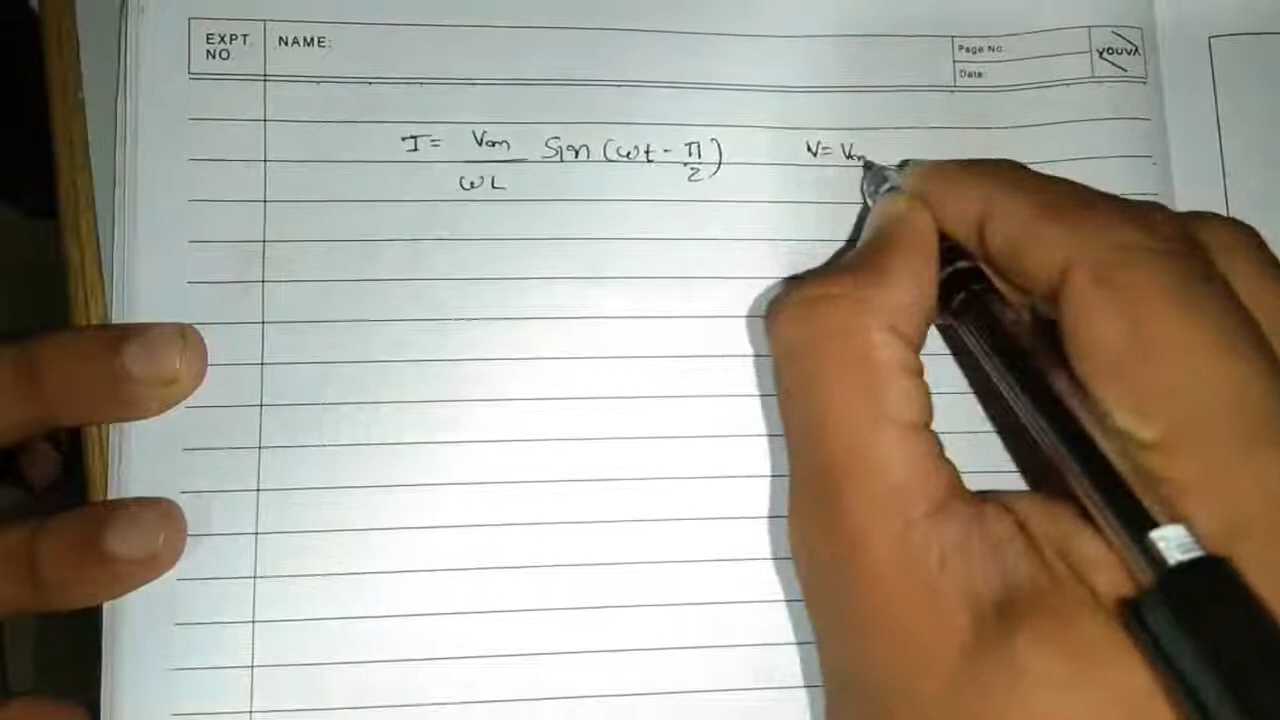 EXPT. NO.
NAME:
Page No.
Date:
YOUVA
I = Vm / ωL Sin (ωt - π/2)
V = Vm